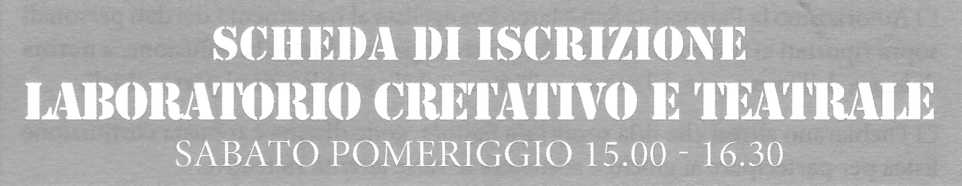 SCHEDA DI ISCRIZIONE
LABORATORIO CRETATIVO E TEATRALE
SABATO POMERIGGIO 15.00 - 16.30